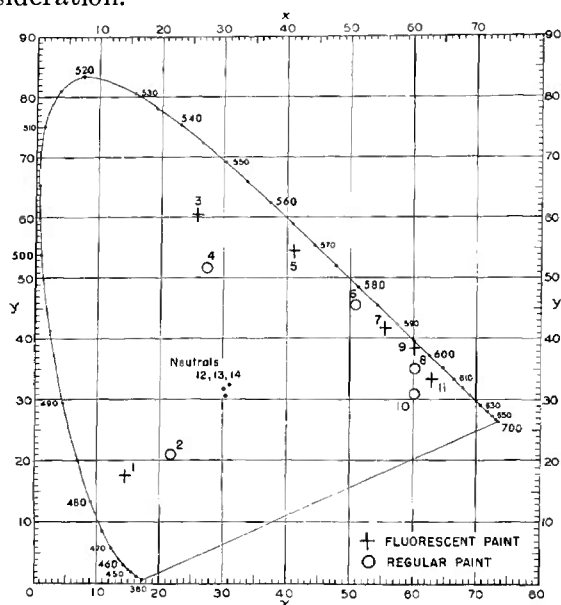 sideration.
x
10 20 30 40 50 60 70
90 90
520
80 530 80
510 540
70 550 70
3 560
60 60
4 570
500 5
50 580 50
y 6 y
7 590
40 9 600 40
8
Neutrals
12, 13, 14 11 610
30 490 30
10 630
650
700
20 2 20
1
480
10 10
470 + FLUORESCENT PAINT
460
450 O REGULAR PAINT
380
0 10 20 30 40 50 60 70 80
x